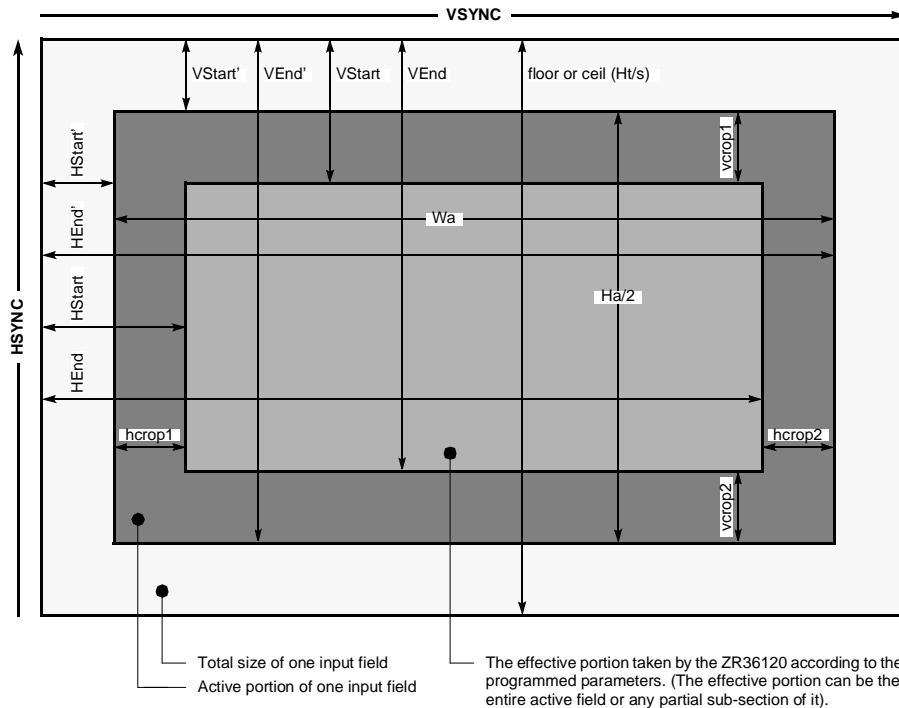 VSYNC
HSYNC
VStart’
VEnd’
VStart
VEnd
floor or ceil (Ht/s)
HStart’
vcrop1
HEnd’
Wa
HStart
Ha/2
HEnd
hcrop1
hcrop2
vcrop2
Total size of one input field
Active portion of one input field
The effective portion taken by the ZR36120 according to the
programmed parameters. (The effective portion can be the
entire active field or any partial sub-section of it).